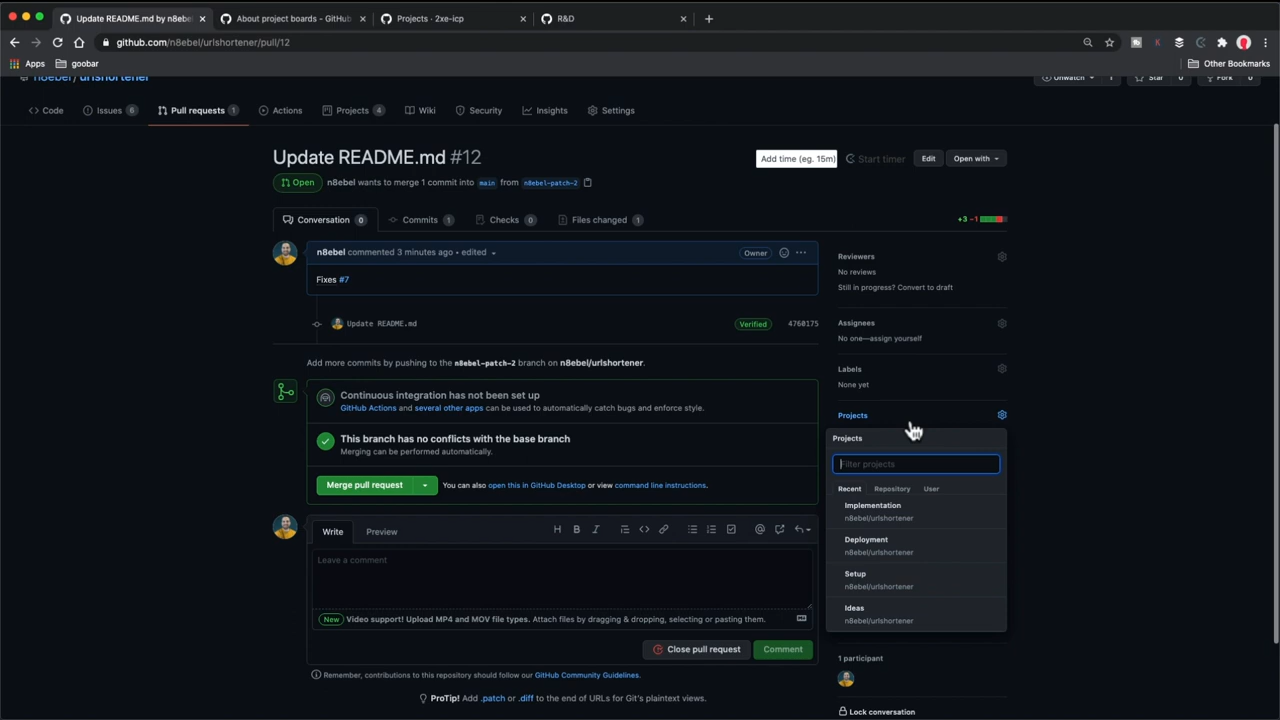 Update README.md by n8ebel
About project boards - GitHub
Projects · 2xe-icp
R&D
github.com/n8ebel/urlshortener/pull/12
Apps
goobar
Other Bookmarks
n8ebel/urlshortener
Unwatch 1
Star 0
Fork 0
Code
Issues 6
Pull requests 1
Actions
Projects 4
Wiki
Security
Insights
Settings
Update README.md #12
Add time (eg. 15m)
Start timer
Edit
Open with
Open
n8ebel wants to merge 1 commit into main from n8ebel-patch-2
Conversation 0
Commits 1
Checks 0
Files changed 1
+3 −1
n8ebel commented 3 minutes ago • edited
Owner
Fixes #7
Update README.md
Verified
4760175
Add more commits by pushing to the n8ebel-patch-2 branch on n8ebel/urlshortener.
Continuous integration has not been set up
GitHub Actions and several other apps can be used to automatically catch bugs and enforce style.
This branch has no conflicts with the base branch
Merging can be performed automatically.
Merge pull request
You can also open this in GitHub Desktop or view command line instructions.
Write
Preview
Leave a comment
New Video support! Upload MP4 and MOV file types. Attach files by dragging & dropping, selecting or pasting them.
Close pull request
Comment
Remember, contributions to this repository should follow our GitHub Community Guidelines.
ProTip! Add .patch or .diff to the end of URLs for Git's plaintext views.
Reviewers
No reviews
Still in progress? Convert to draft
Assignees
No one—assign yourself
Labels
None yet
Projects
Projects
Filter projects
Recent
Repository
User
Implementation
n8ebel/urlshortener
Deployment
n8ebel/urlshortener
Setup
n8ebel/urlshortener
Ideas
n8ebel/urlshortener
1 participant
Lock conversation